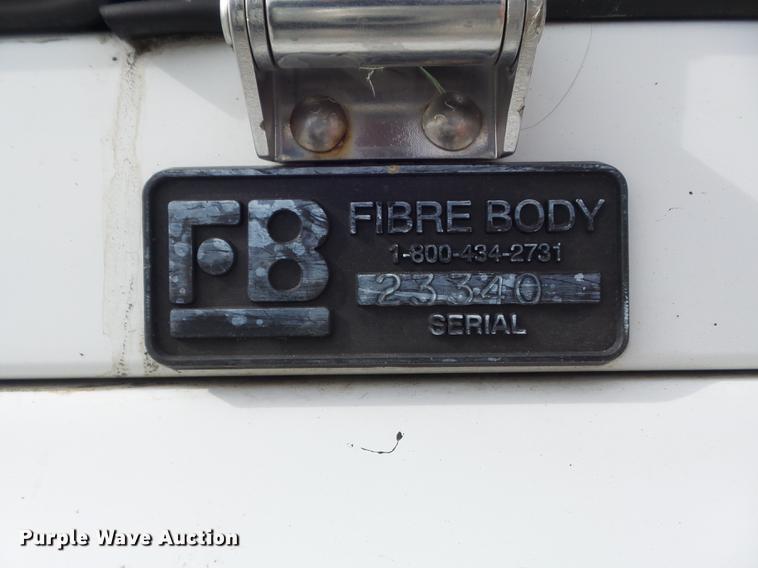 FB
FIBRE BODY
1-800-434-2731
23340
SERIAL
Purple Wave Auction